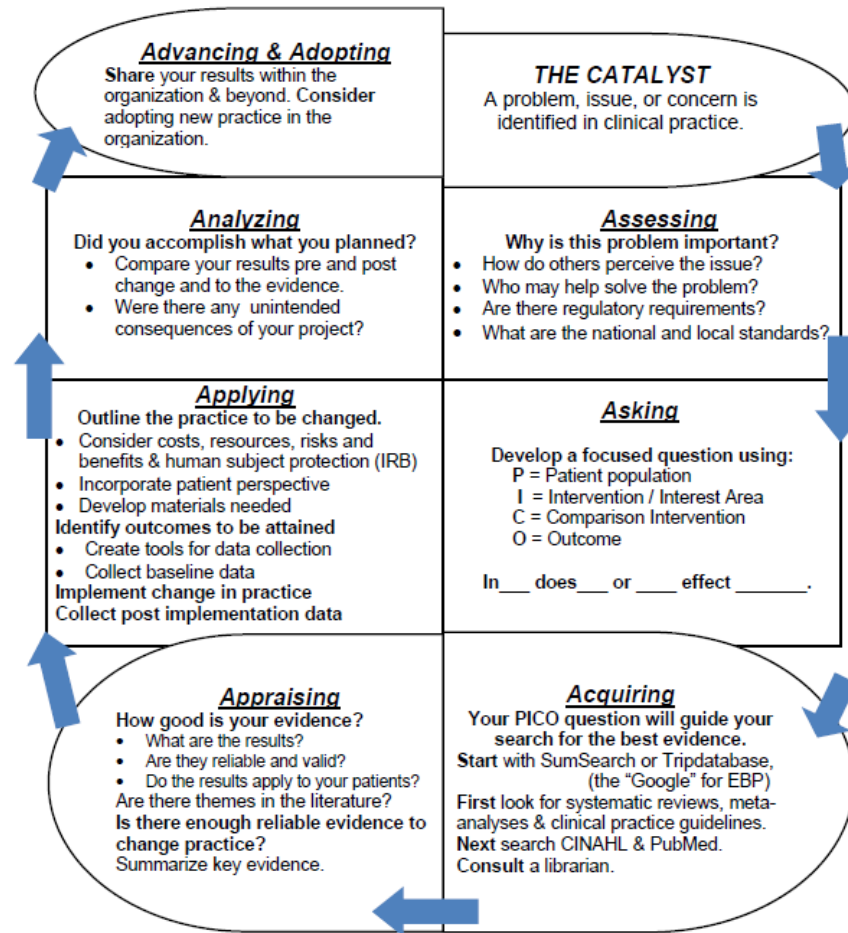 Advancing & Adopting
Share your results within the
organization & beyond. Consider
adopting new practice in the
organization.
THE CATALYST
A problem, issue, or concern is
identified in clinical practice.
Analyzing
Did you accomplish what you planned?
• Compare your results pre and post
change and to the evidence.
• Were there any unintended
consequences of your project?
Assessing
Why is this problem important?
• How do others perceive the issue?
• Who may help solve the problem?
• Are there regulatory requirements?
• What are the national and local standards?
Applying
Outline the practice to be changed.
• Consider costs, resources, risks and
benefits & human subject protection (IRB)
• Incorporate patient perspective
• Develop materials needed
Identify outcomes to be attained
• Create tools for data collection
• Collect baseline data
Implement change in practice
Collect post implementation data
Asking
Develop a focused question using:
P = Patient population
I = Intervention / Interest Area
C = Comparison Intervention
O = Outcome
In___ does___ or ____ effect _______.
Appraising
How good is your evidence?
• What are the results?
• Are they reliable and valid?
• Do the results apply to your patients?
Are there themes in the literature?
Is there enough reliable evidence to
change practice?
Summarize key evidence.
Acquiring
Your PICO question will guide your
search for the best evidence.
Start with SumSearch or Tripdatabase,
(the “Google” for EBP)
First look for systematic reviews, meta-
analyses & clinical practice guidelines.
Next search CINAHL & PubMed.
Consult a librarian.